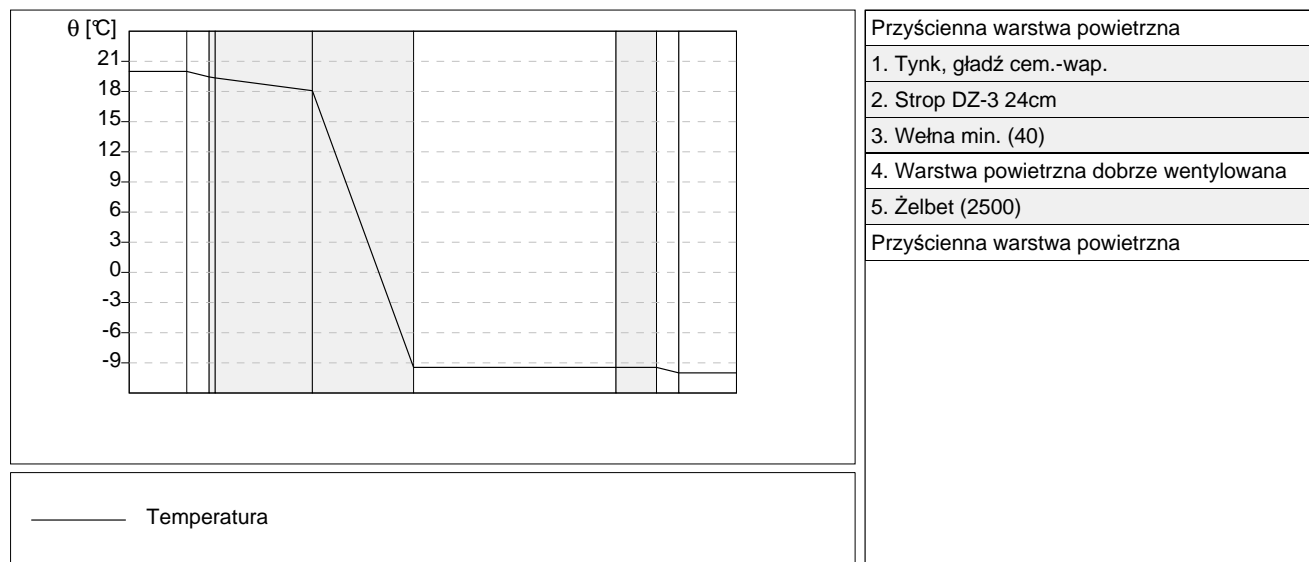 θ [°C]
21
18
15
12
9
6
3
0
-3
-6
-9
Temperatura
Przyścienna warstwa powietrzna
1. Tynk, gładź cem.-wap.
2. Strop DZ-3 24cm
3. Wełna min. (40)
4. Warstwa powietrzna dobrze wentylowana
5. Żelbet (2500)
Przyścienna warstwa powietrzna